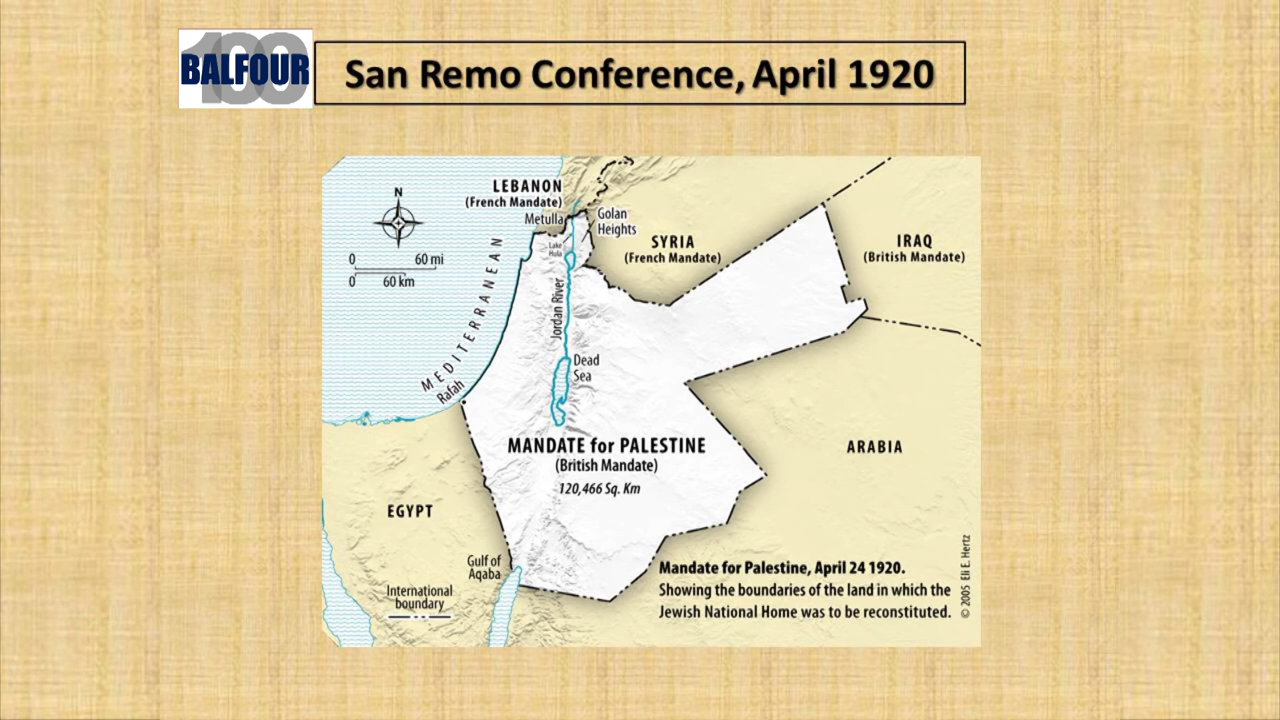 BALFOUR
100
San Remo Conference, April 1920
LEBANON
(French Mandate)
N
Metulla
Golan
Heights
Lake
Hula
SYRIA
(French Mandate)
IRAQ
(British Mandate)
0 60 mi
0 60 km
MEDITERRANEAN
Rafah
Jordan River
Dead
Sea
MANDATE for PALESTINE
(British Mandate)
120,466 Sq. Km
ARABIA
EGYPT
Gulf of
Aqaba
International
boundary
Mandate for Palestine, April 24 1920.
Showing the boundaries of the land in which the
Jewish National Home was to be reconstituted.
© 2005 Eli E. Hertz